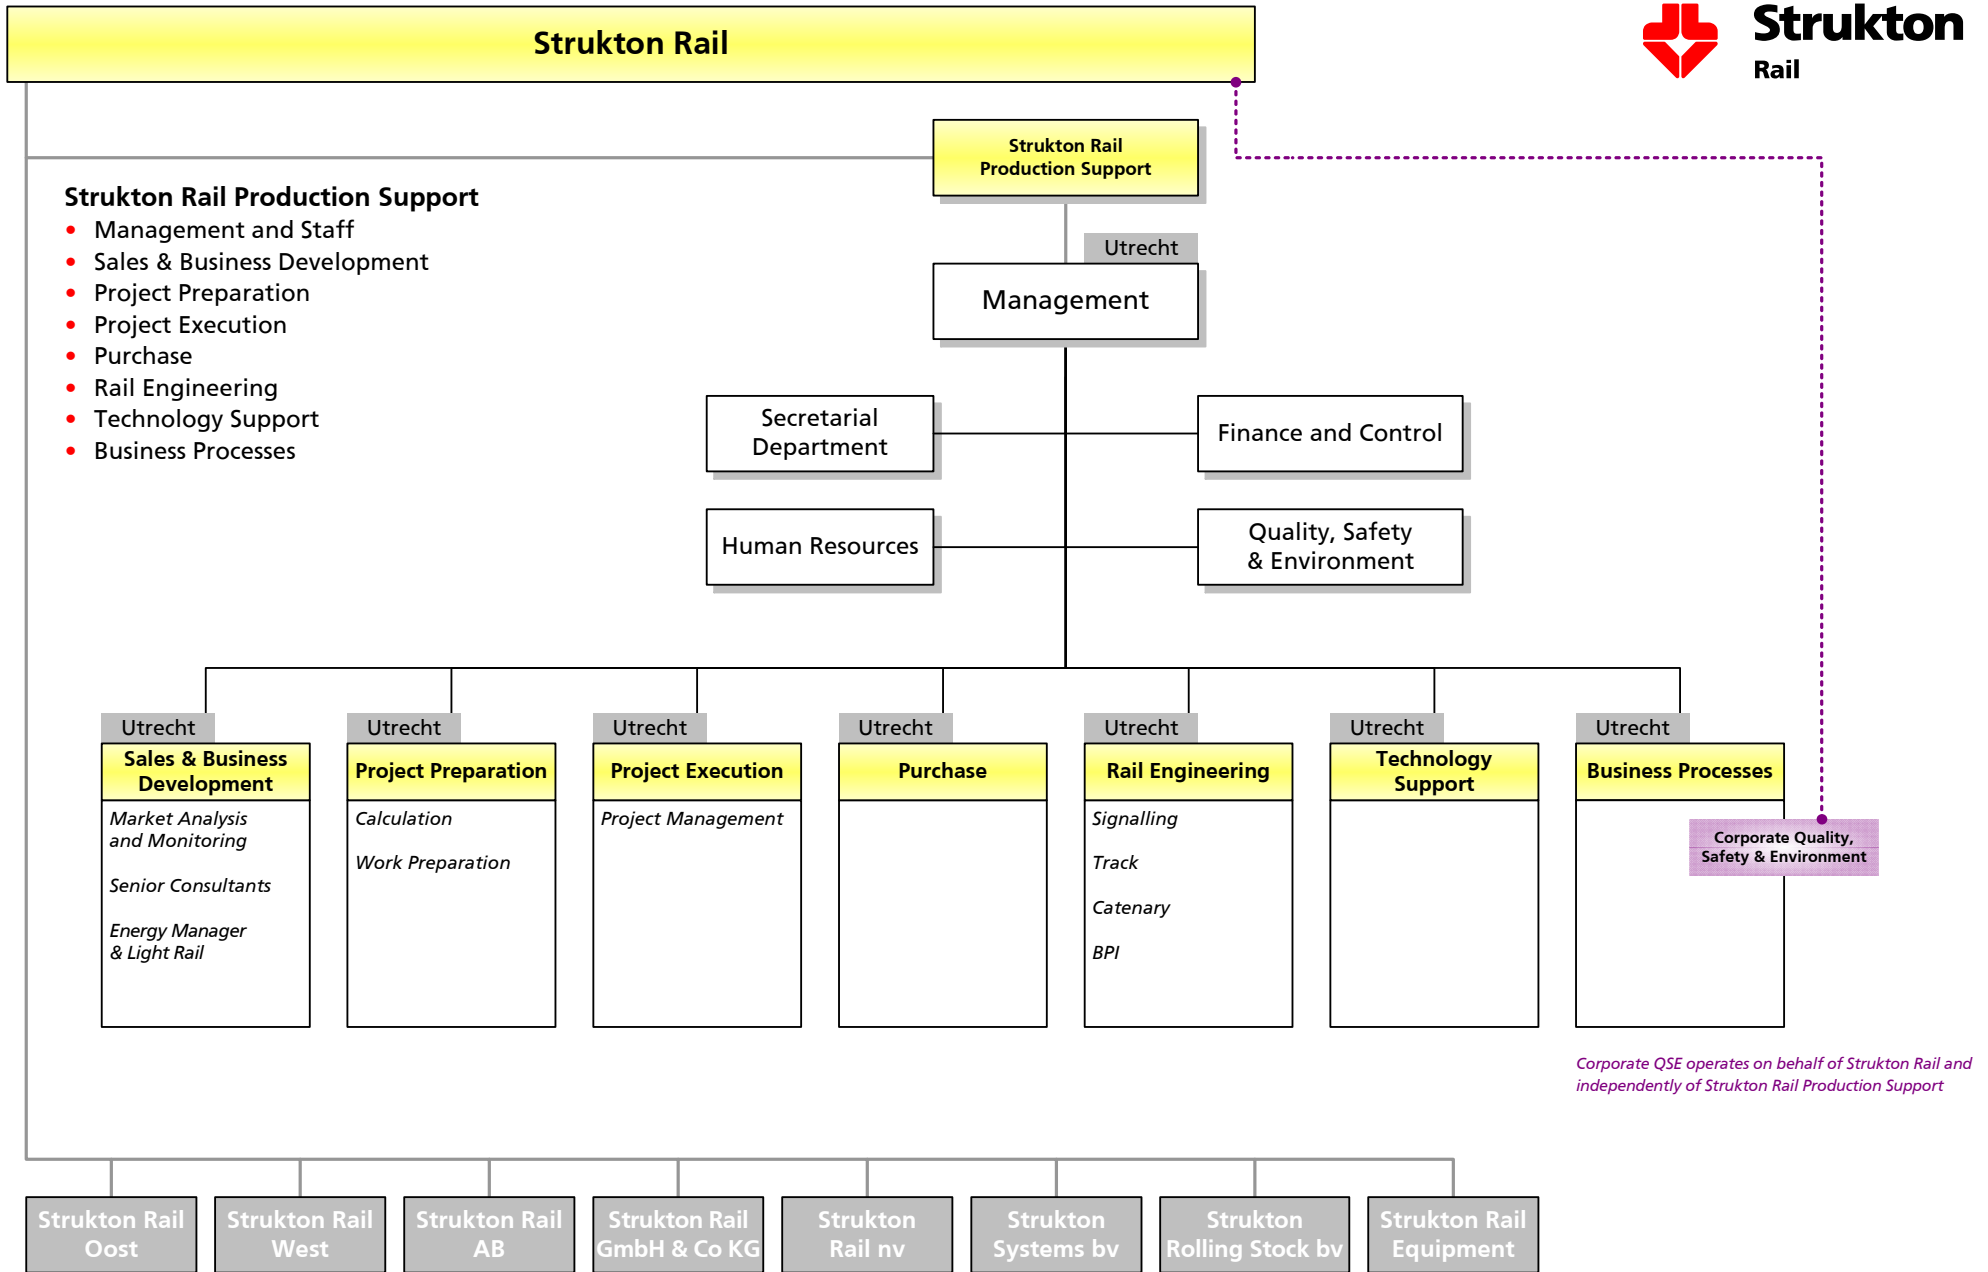 Strukton Rail
Strukton
Rail
Strukton Rail
Production Support
Strukton Rail Production Support
• Management and Staff
• Sales & Business Development
• Project Preparation
• Project Execution
• Purchase
• Rail Engineering
• Technology Support
• Business Processes
Utrecht
Management
Secretarial
Department
Finance and Control
Human Resources
Quality, Safety
& Environment
Utrecht
Sales & Business
Development
Market Analysis
and Monitoring
Senior Consultants
Energy Manager
& Light Rail
Utrecht
Project Preparation
Calculation
Work Preparation
Utrecht
Project Execution
Project Management
Utrecht
Purchase
Utrecht
Rail Engineering
Signalling
Track
Catenary
BPI
Utrecht
Technology
Support
Utrecht
Business Processes
Corporate Quality,
Safety & Environment
Corporate QSE operates on behalf of Strukton Rail and
independently of Strukton Rail Production Support
Strukton Rail
Oost
Strukton Rail
West
Strukton Rail
AB
Strukton Rail
GmbH & Co KG
Strukton
Rail nv
Strukton
Systems bv
Strukton
Rolling Stock bv
Strukton Rail
Equipment